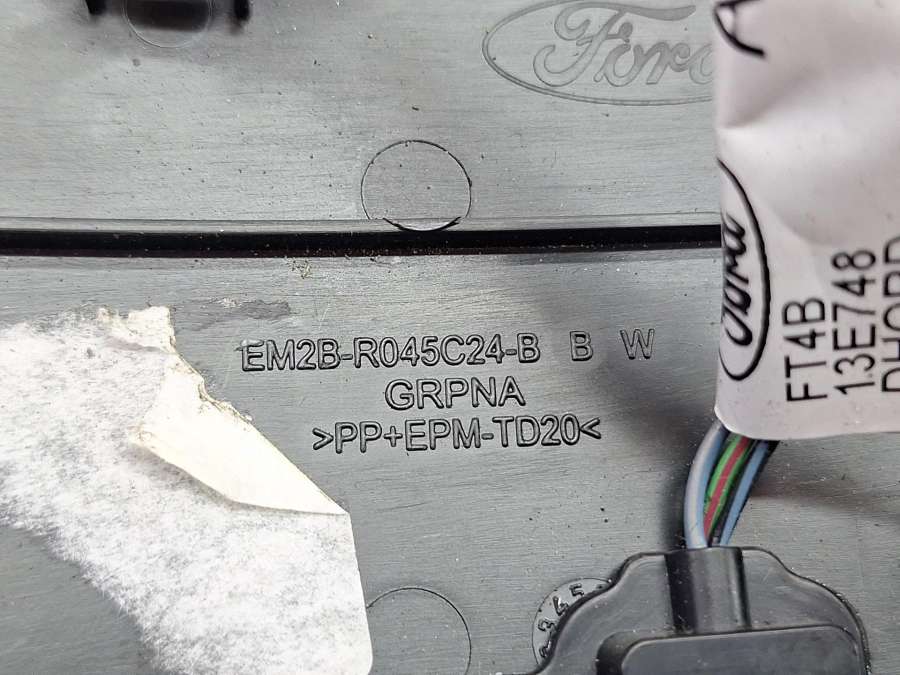 Ford
A
Ford
FT4B
13E748
EM2B-R045C24-B B W
GRPNA
>PP+EPM-TD20<